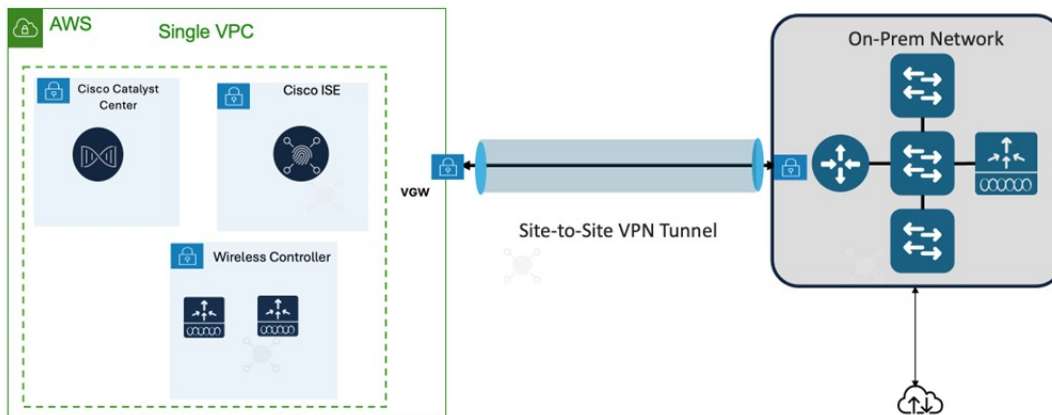 AWS
Single VPC
Cisco Catalyst
Center
Cisco ISE
Wireless Controller
VGW
Site-to-Site VPN Tunnel
On-Prem Network